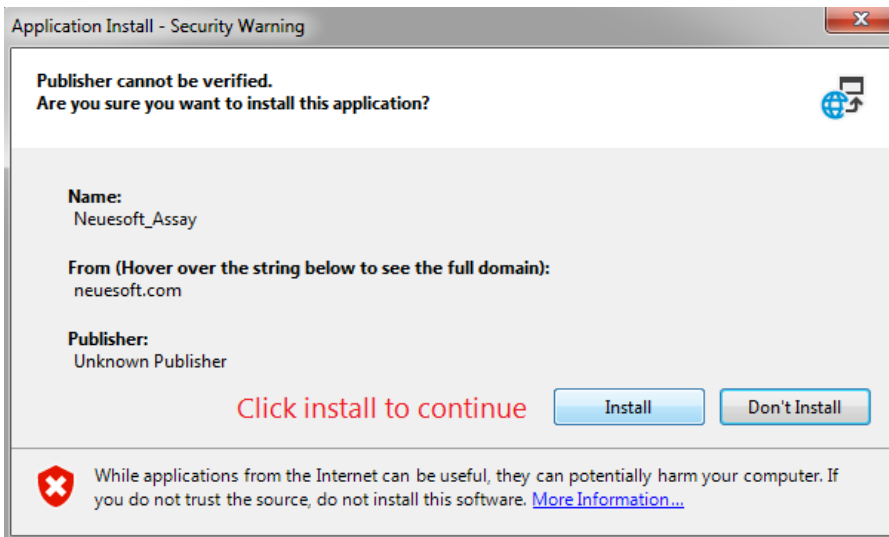 Application Install - Security Warning
Publisher cannot be verified.
Are you sure you want to install this application?
Name:
Neuesoft_Assay
From (Hover over the string below to see the full domain):
neuesoft.com
Publisher:
Unknown Publisher
Click install to continue
Install
Don't Install
While applications from the Internet can be useful, they can potentially harm your computer. If
you do not trust the source, do not install this software. More Information...